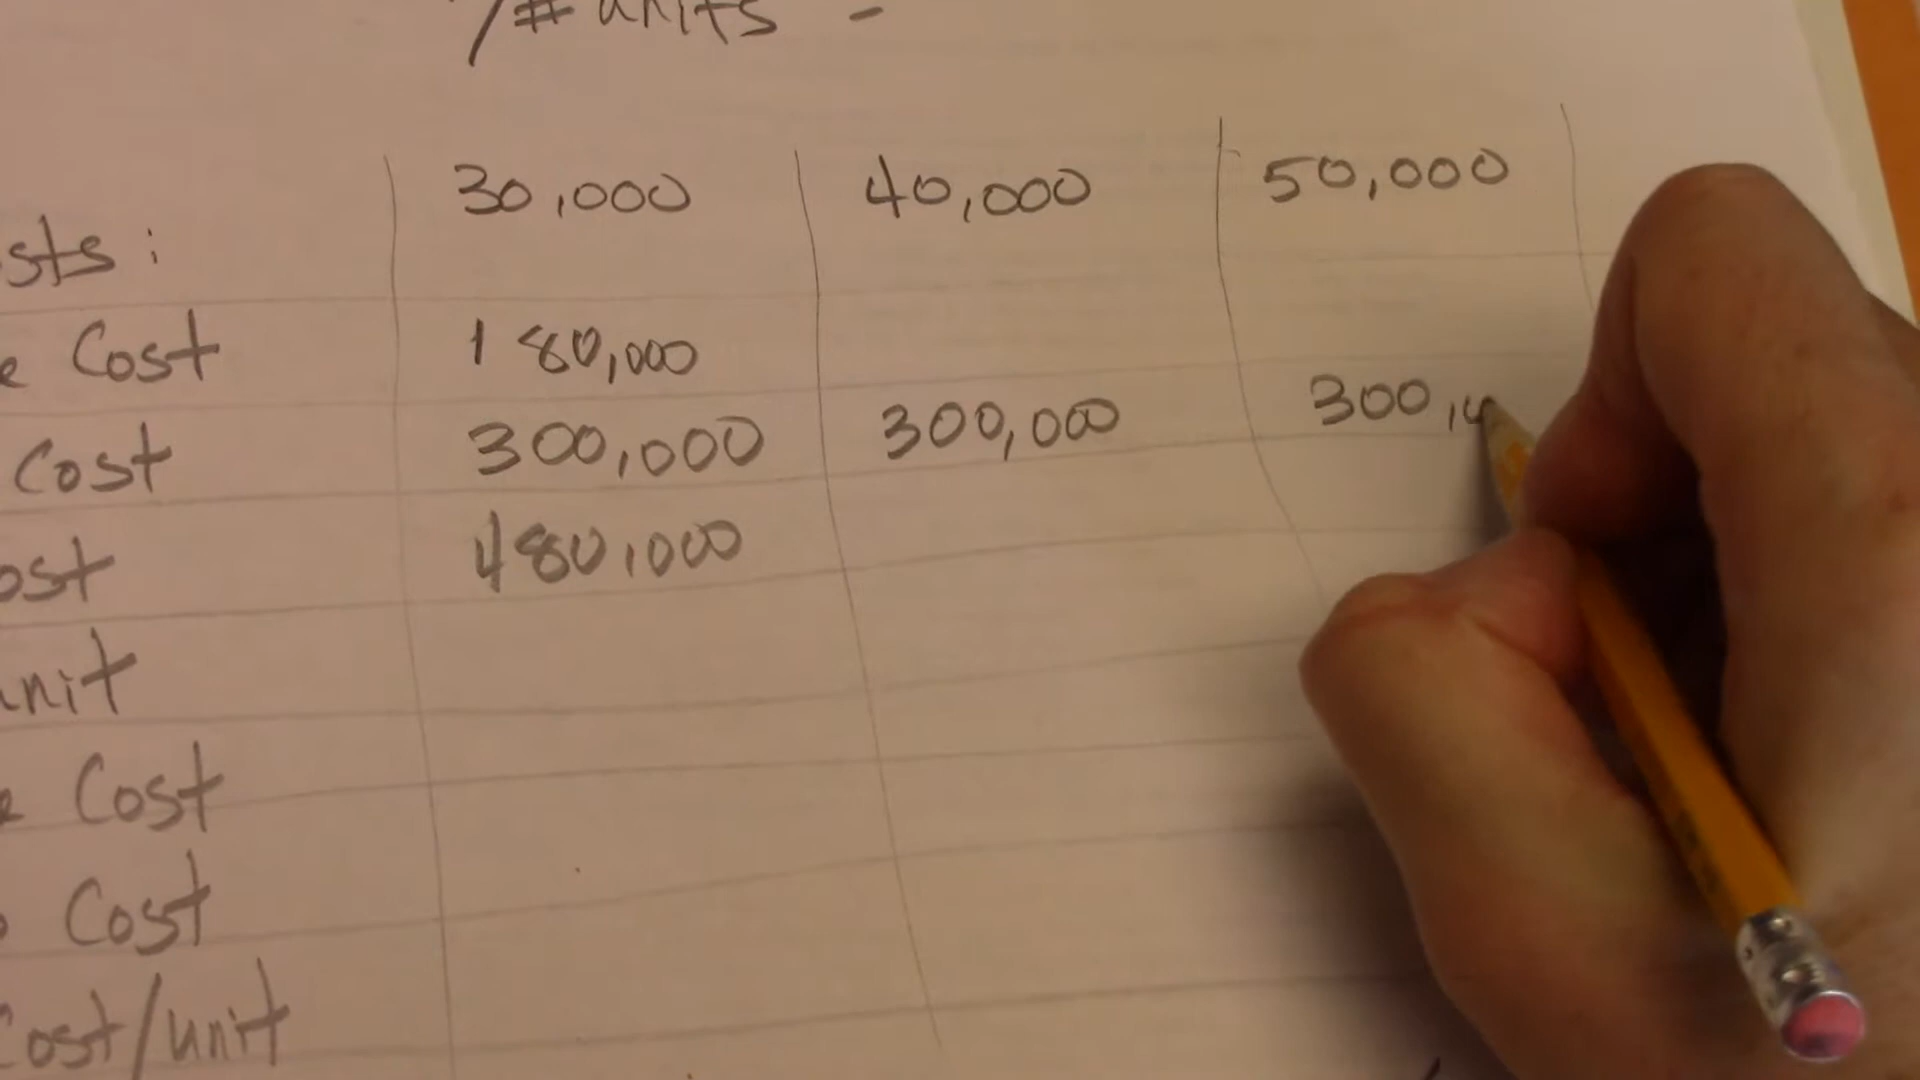 /# units -
30,000 40,000 50,000
sts:
e Cost 180,000
Cost 300,000 300,000 300,
ost 480,000
unit
e Cost
Cost
Cost/unit